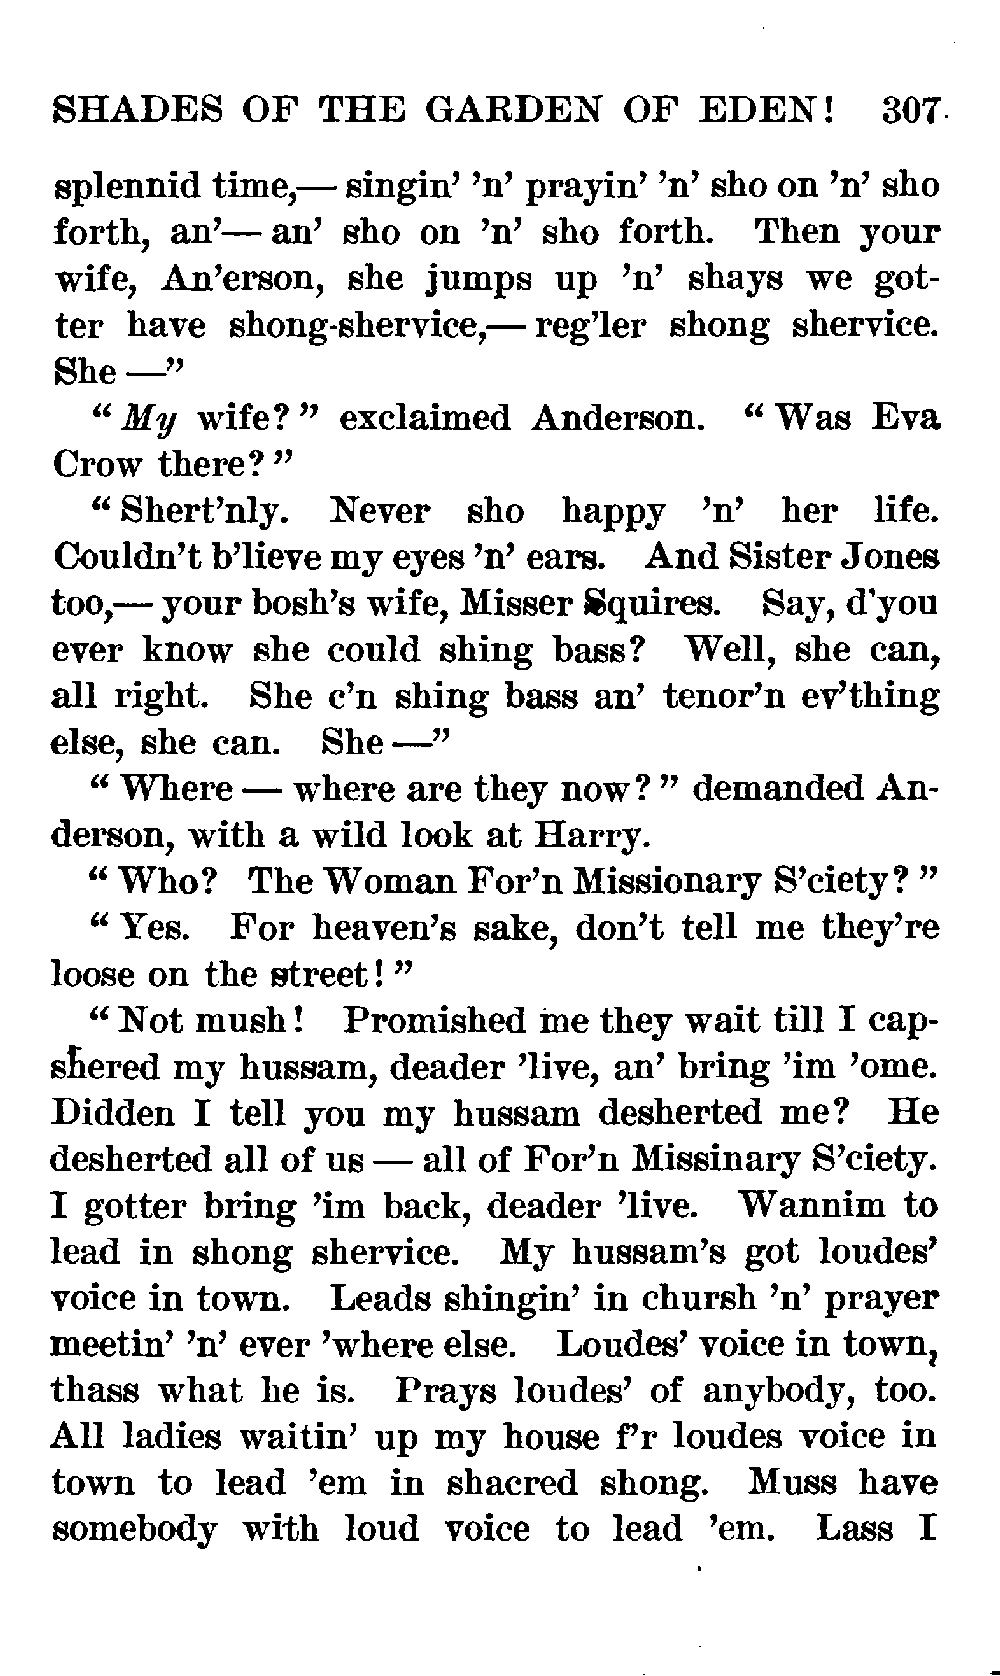 SHADES OF THE GARDEN OF EDEN! 307
splennid time,— singin' 'n' prayin' 'n' sho on 'n' sho
forth, an'— an' sho on 'n' sho forth. Then your
wife, An'erson, she jumps up 'n' shays we got-
ter have shong-shervice,— reg'ler shong shervice.
She —"
"My wife?" exclaimed Anderson. "Was Eva
Crow there?"
"Shert'nly. Never sho happy 'n' her life.
Couldn't b'lieve my eyes 'n' ears. And Sister Jones
too,— your bosh's wife, Misser Squires. Say, d'you
ever know she could shing bass? Well, she can,
all right. She c'n shing bass an' tenor'n ev'thing
else, she can. She —"
"Where — where are they now?" demanded An-
derson, with a wild look at Harry.
"Who? The Woman For'n Missionary S'ciety?"
"Yes. For heaven's sake, don't tell me they're
loose on the street!"
"Not mush! Promished me they wait till I cap-
shered my hussam, deader 'live, an' bring 'im 'ome.
Didden I tell you my hussam desherted me? He
desherted all of us — all of For'n Missinary S'ciety.
I gotter bring 'im back, deader 'live. Wannim to
lead in shong shervice. My hussam's got loudes'
voice in town. Leads shingin' in chursh 'n' prayer
meetin' 'n' ever 'where else. Loudes' voice in town,
thass what he is. Prays loudes' of anybody, too.
All ladies waitin' up my house f'r loudes voice in
town to lead 'em in shacred shong. Muss have
somebody with loud voice to lead 'em. Lass I